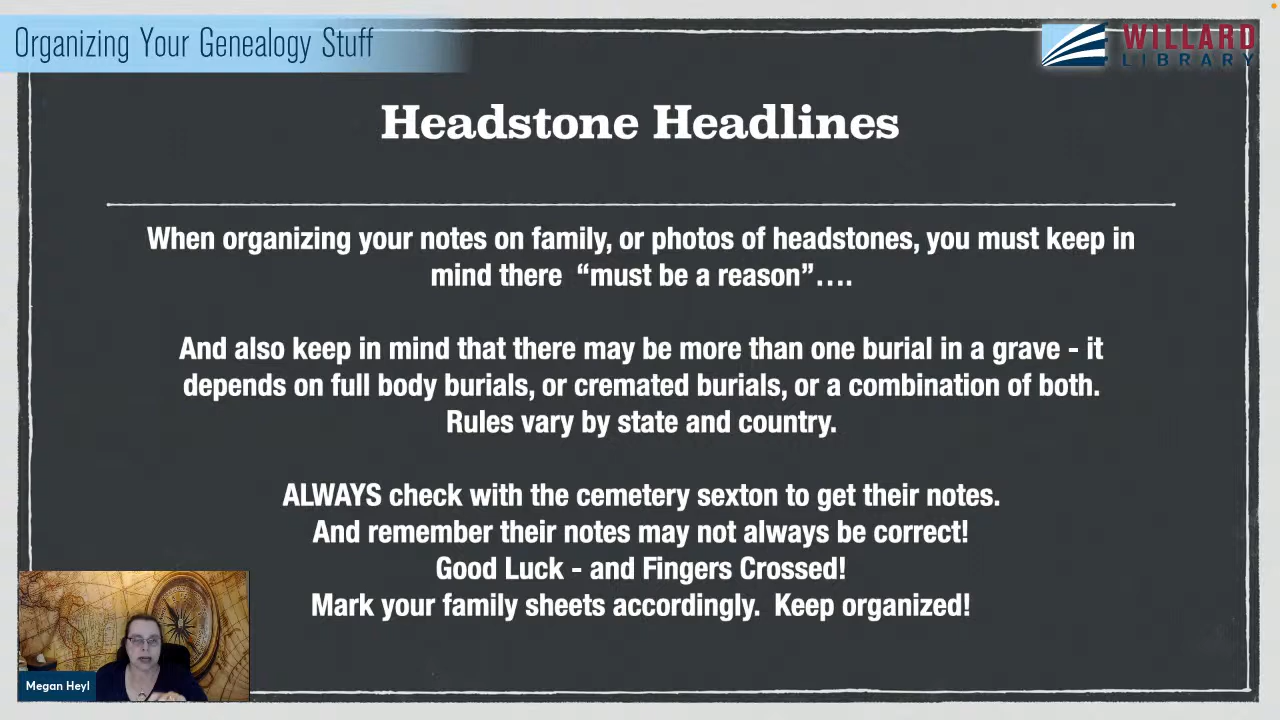 Organizing Your Genealogy Stuff
WILLARD
LIBRARY
Headstone Headlines
When organizing your notes on family, or photos of headstones, you must keep in
mind there “must be a reason”….
And also keep in mind that there may be more than one burial in a grave - it
depends on full body burials, or cremated burials, or a combination of both.
Rules vary by state and country.
ALWAYS check with the cemetery sexton to get their notes.
And remember their notes may not always be correct!
Good Luck - and Fingers Crossed!
Mark your family sheets accordingly.  Keep organized!
Megan Heyl